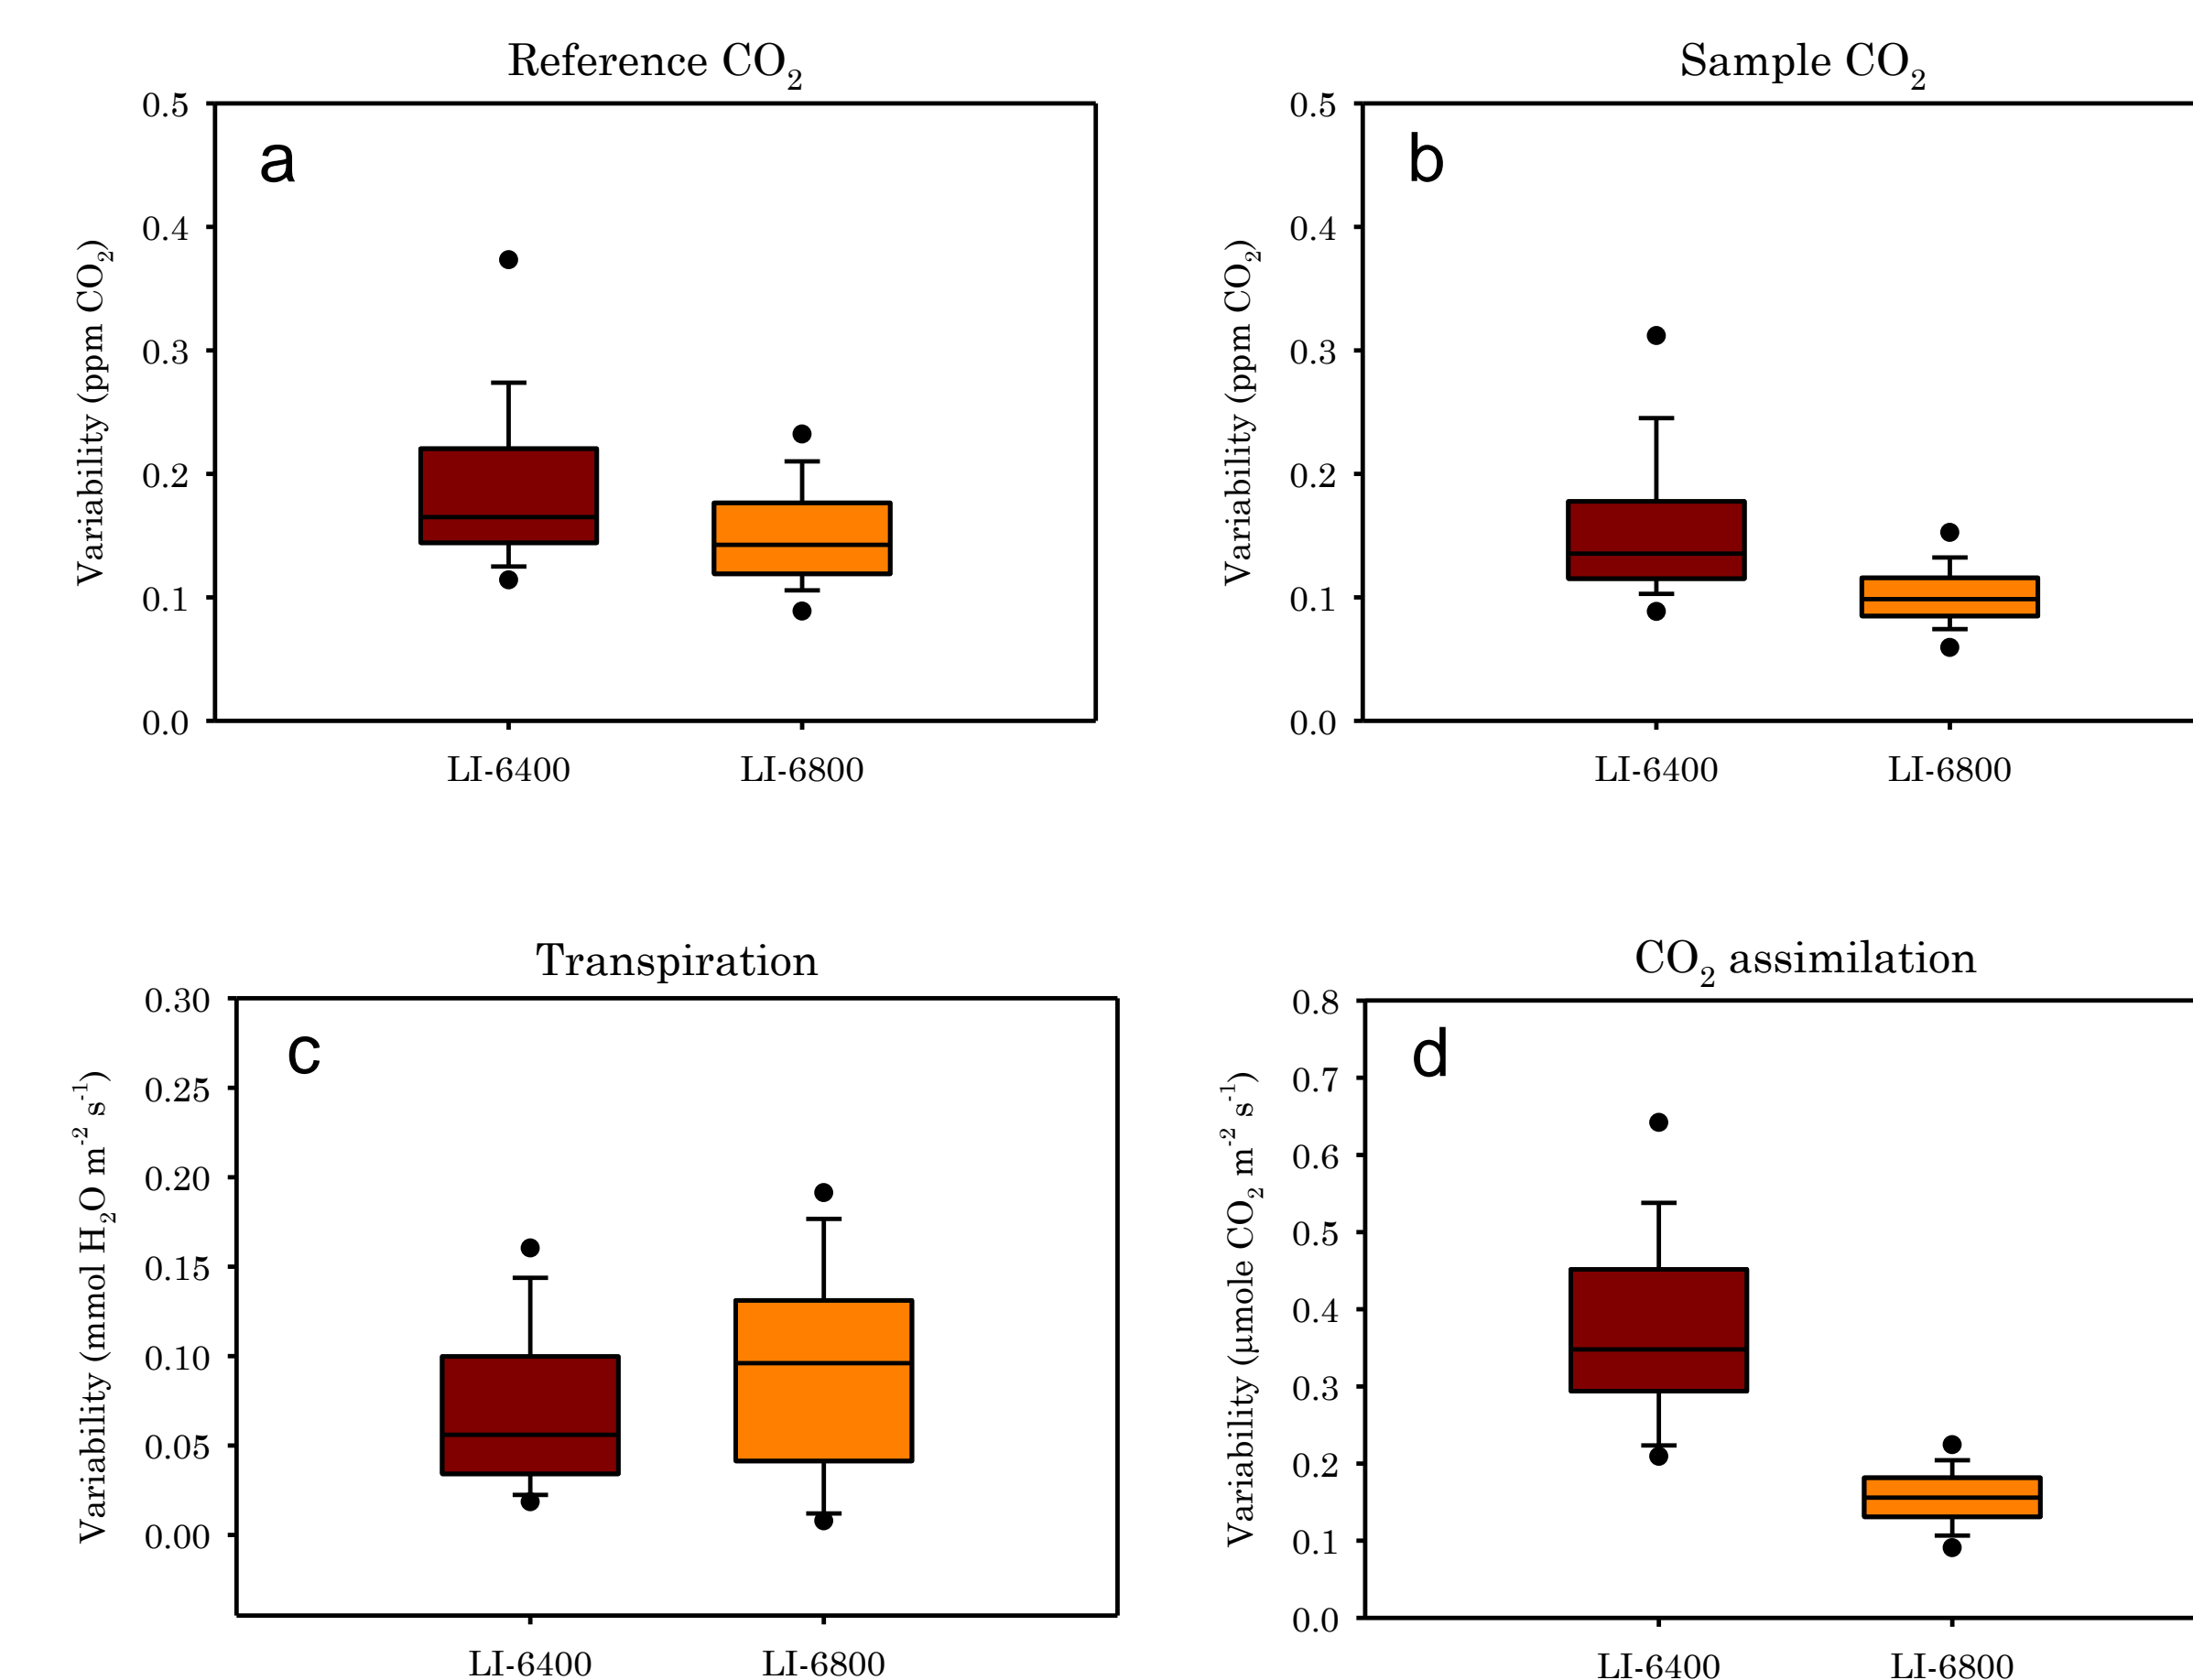 Reference CO2
a
0.5
0.4
0.3
0.2
0.1
0.0
Variability (ppm CO2)
LI-6400 LI-6800
Sample CO2
b
0.5
0.4
0.3
0.2
0.1
0.0
Variability (ppm CO2)
LI-6400 LI-6800
Transpiration
c
0.30
0.25
0.20
0.15
0.10
0.05
0.00
Variability (mmol H2O m-2 s-1)
LI-6400 LI-6800
CO2 assimilation
d
0.8
0.7
0.6
0.5
0.4
0.3
0.2
0.1
0.0
Variability (µmole CO2 m-2 s-1)
LI-6400 LI-6800